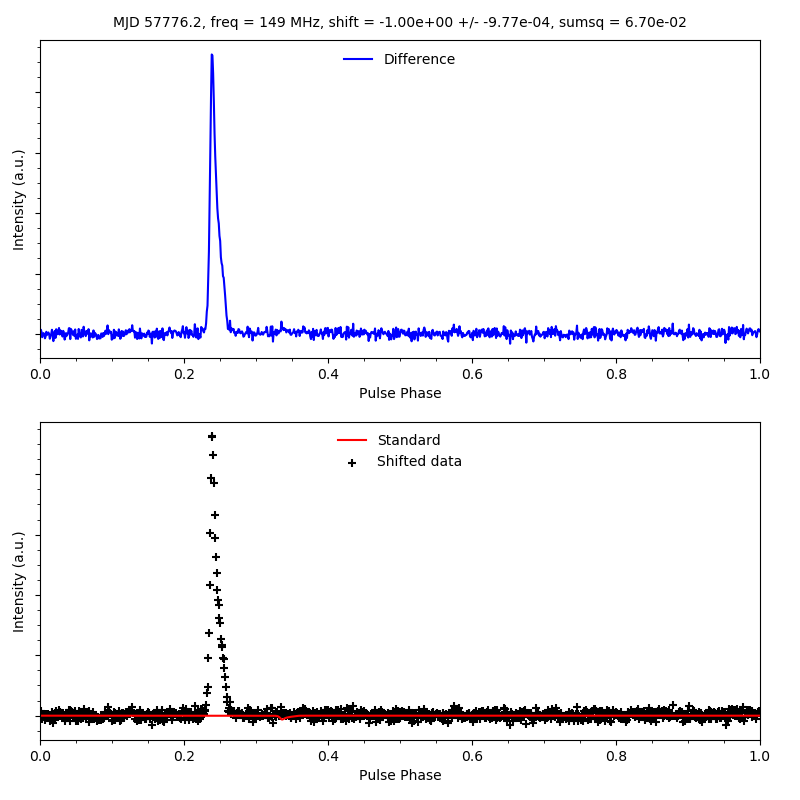 MJD 57776.2, freq = 149 MHz, shift = -1.00e+00 +/- -9.77e-04, sumsq = 6.70e-02
Difference
Intensity (a.u.)
0.0 0.2 0.4 0.6 0.8 1.0
Pulse Phase
Standard
Shifted data
Intensity (a.u.)
0.0 0.2 0.4 0.6 0.8 1.0
Pulse Phase